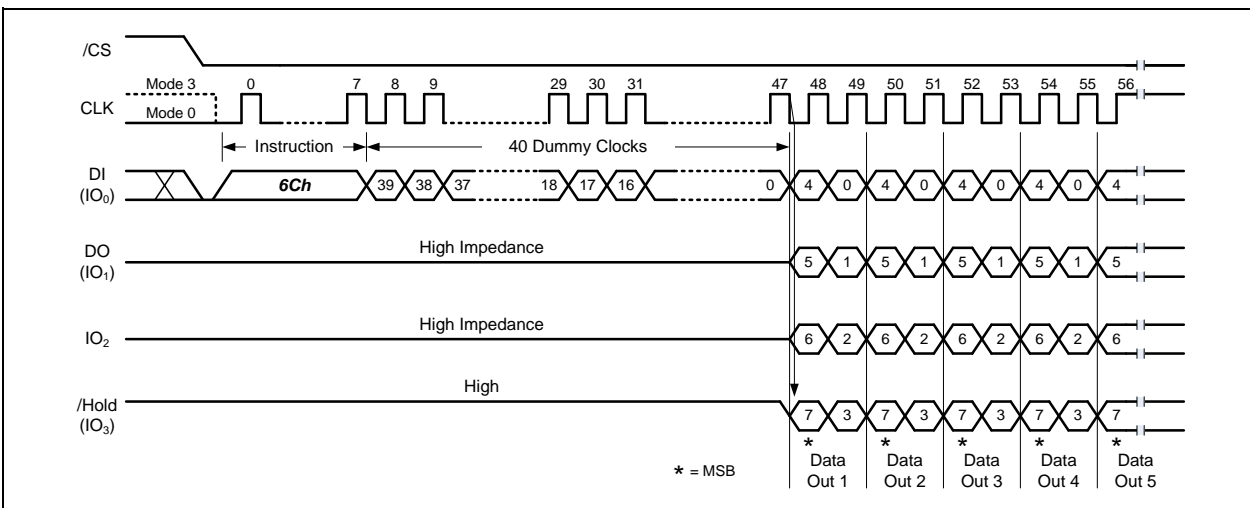 /CS
Mode 3 0 7 8 9 29 30 31 47 48 49 50 51 52 53 54 55 56
CLK
Mode 0
Instruction 40 Dummy Clocks
DI
(IO₀)
6Ch 39 38 37 18 17 16 0 4 0 4 0 4 0 4 0 4
DO
(IO₁)
High Impedance 5 1 5 1 5 1 5 1 5
IO₂
High Impedance 6 2 6 2 6 2 6 2 6
High
/Hold
(IO₃)
7 3 7 3 7 3 7 3 7
* * * * *
* = MSB
Data Data Data Data Data
Out 1 Out 2 Out 3 Out 4 Out 5